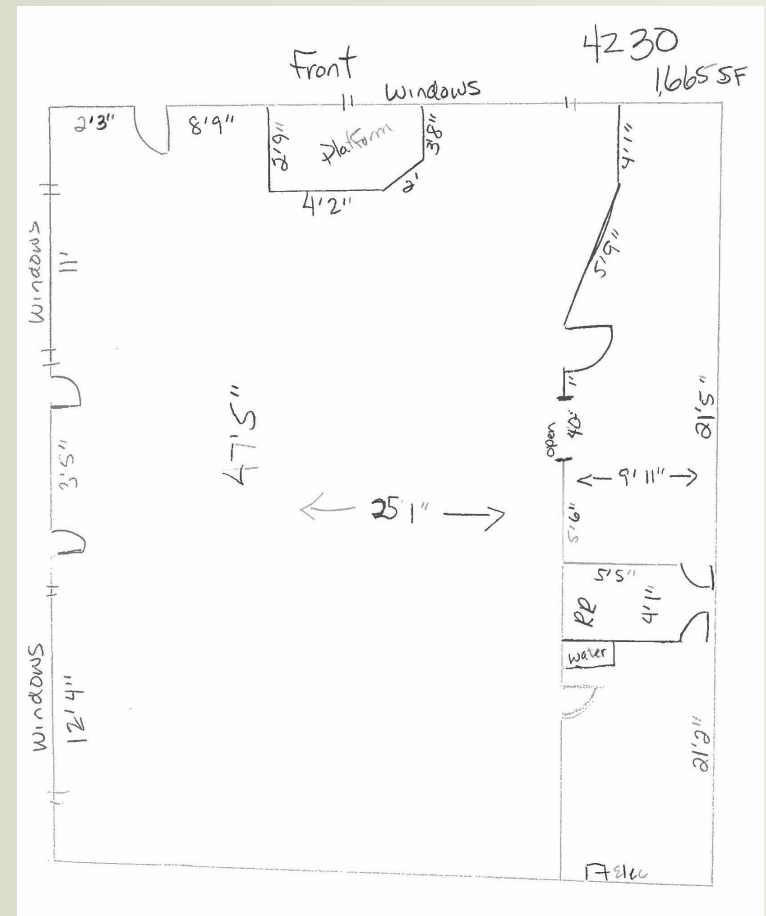 4230
Front
1,665 SF
Windows
2'3"
8'9"
2'9"
Platform
3'8"
4'1"
4'2"
2'
Windows
11'
5'9"
47'5"
open
40"
21'5"
3'5"
25 1"
9'11"
5'6"
5'5"
RR
4'1"
water
Windows
12'4"
21'2"
Elec